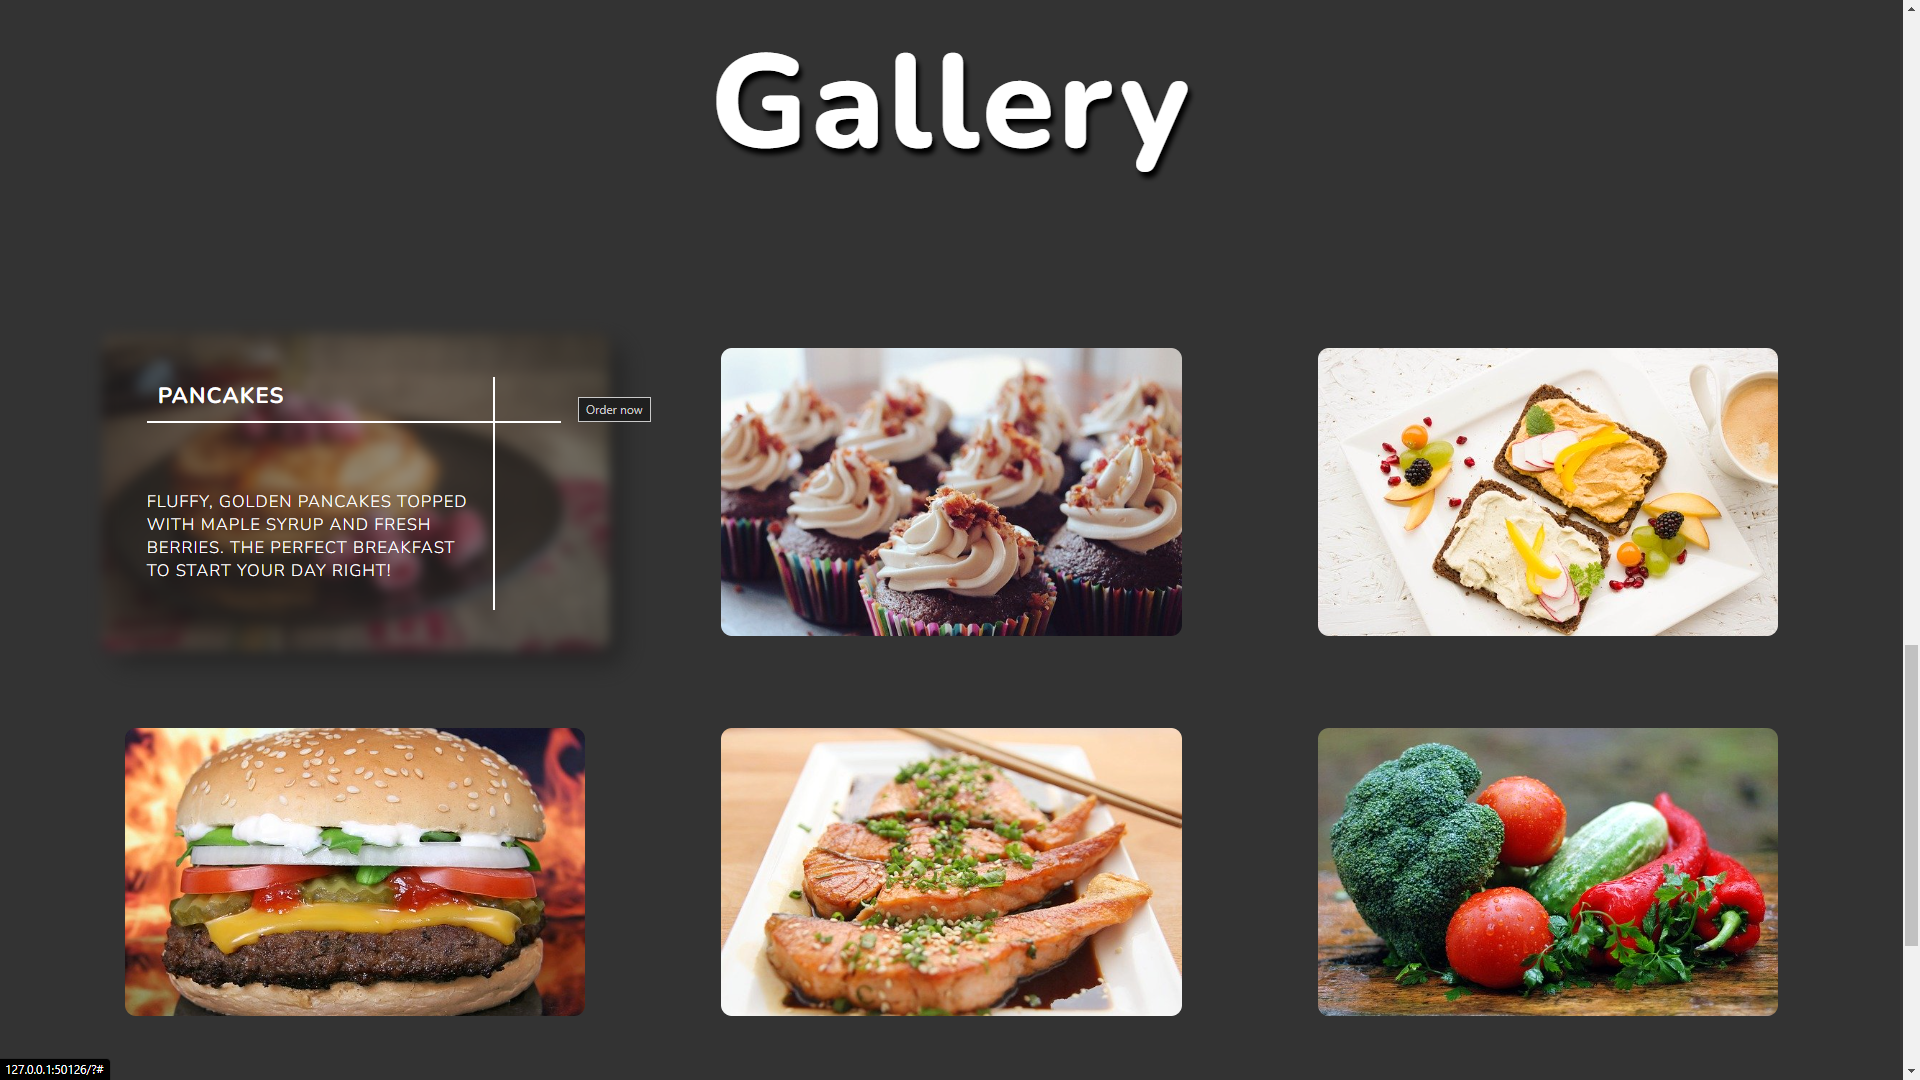 Gallery
PANCAKES
Order now
FLUFFY, GOLDEN PANCAKES TOPPED
WITH MAPLE SYRUP AND FRESH
BERRIES. THE PERFECT BREAKFAST
TO START YOUR DAY RIGHT!
127.0.0.1:50126/?#